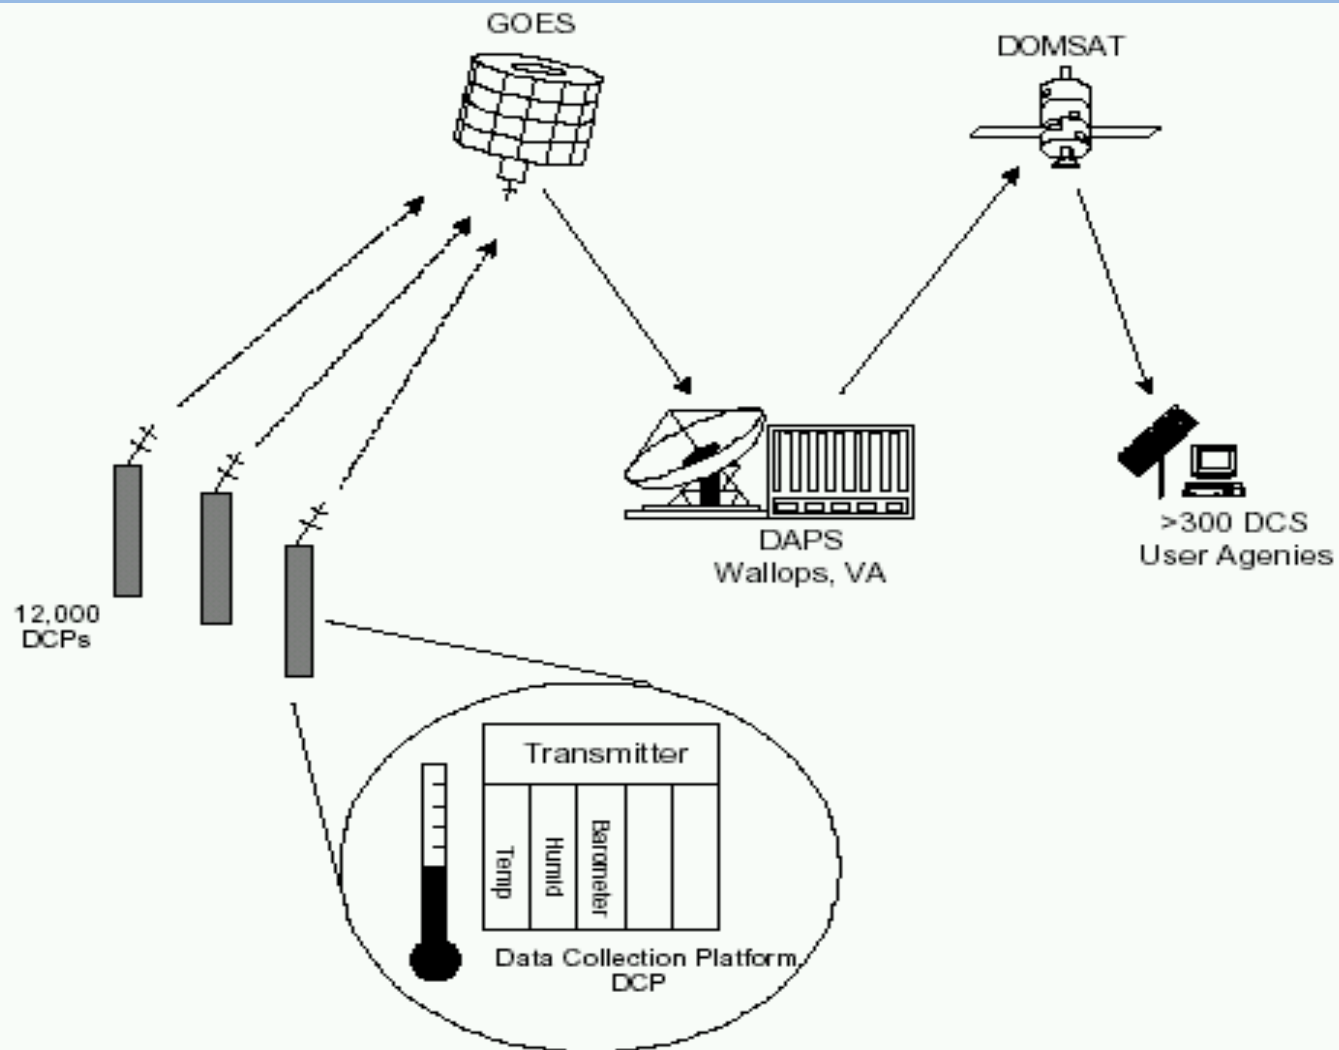 GOES
DOMSAT
DAPS
Wallops, VA
>300 DCS
User Agenies
12,000
DCPs
Transmitter
Temp
Humid
Barometer
Data Collection Platform
DCP